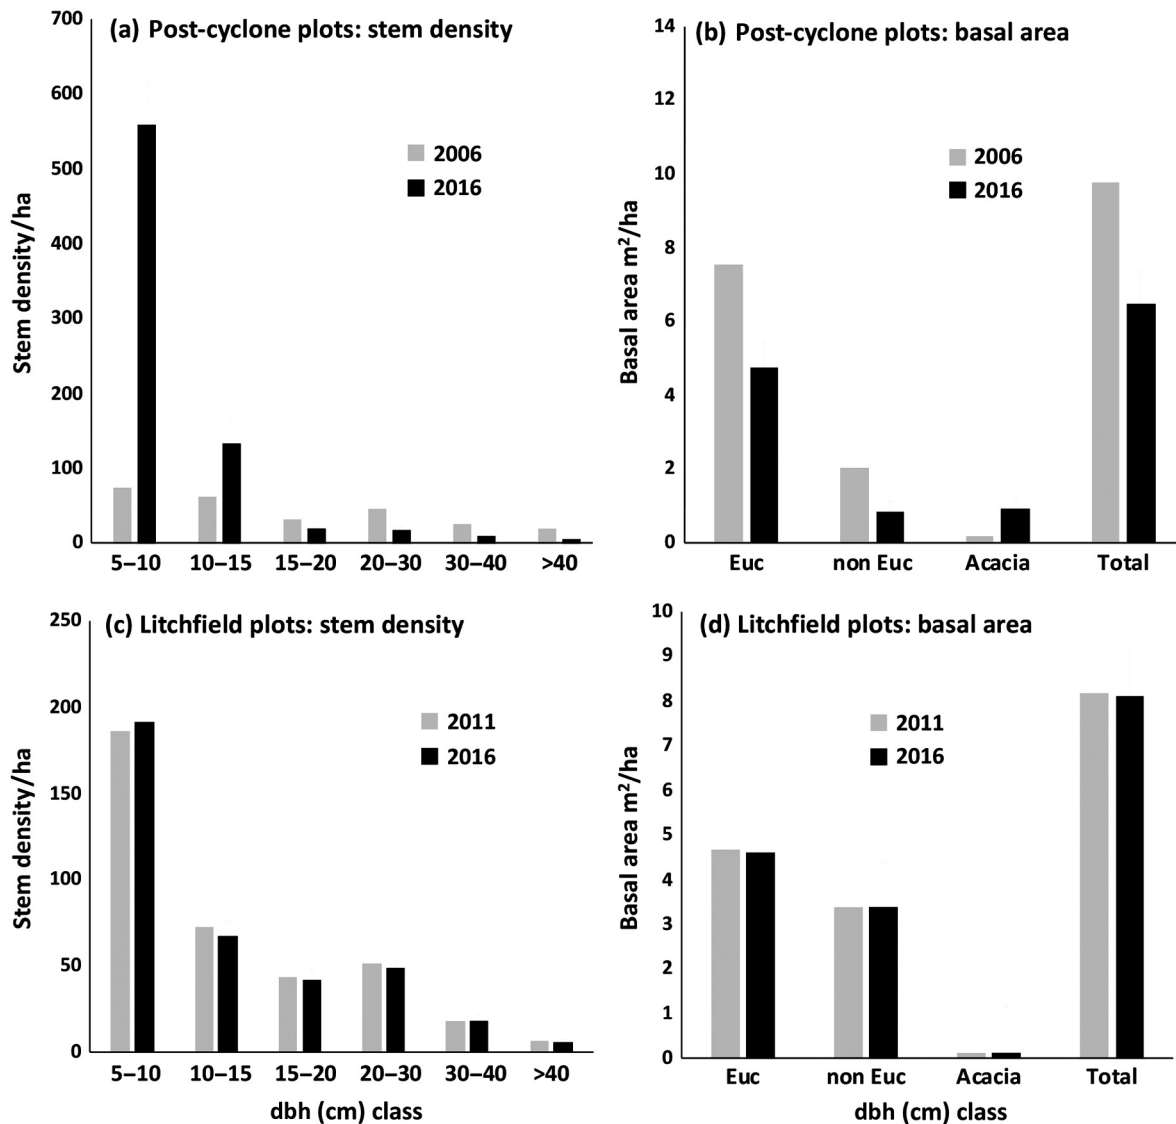 (a) Post-cyclone plots: stem density
Stem density/ha
700
600
500
400
300
200
100
0
2006
2016
5–10 10–15 15–20 20–30 30–40 >40
(b) Post-cyclone plots: basal area
Basal area m²/ha
14
12
10
8
6
4
2
0
2006
2016
Euc non Euc Acacia Total
(c) Litchfield plots: stem density
Stem density/ha
250
200
150
100
50
0
2011
2016
5–10 10–15 15–20 20–30 30–40 >40
dbh (cm) class
(d) Litchfield plots: basal area
Basal area m²/ha
10
9
8
7
6
5
4
3
2
1
0
2011
2016
Euc non Euc Acacia Total
dbh (cm) class